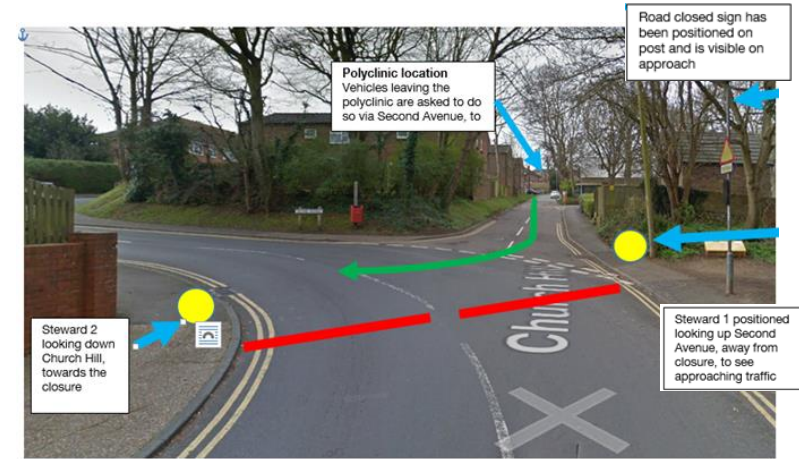 Road closed sign has
been positioned on
post and is visible on
approach
Polyclinic location
Vehicles leaving the
polyclinic are asked to do
so via Second Avenue, to
Steward 2
looking down
Church Hill,
towards the
closure
Church Hill
Steward 1 positioned
looking up Second
Avenue, away from
closure, to see
approaching traffic